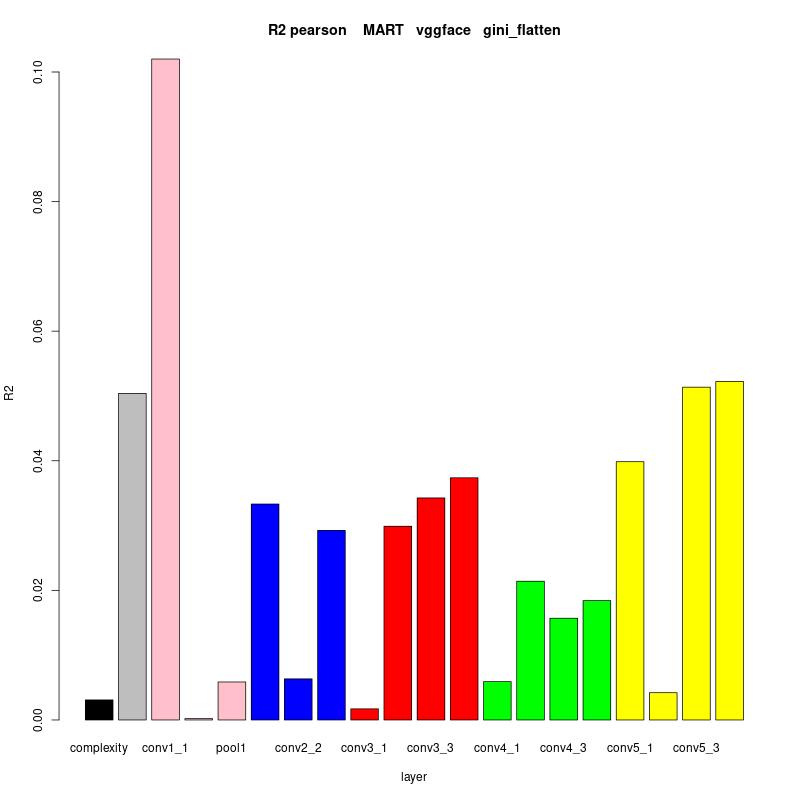 R2 pearson MART vggface gini_flatten
0.10
0.08
0.06
0.04
0.02
0.00
R2
complexity conv1_1 pool1 conv2_2 conv3_1 conv3_3 conv4_1 conv4_3 conv5_1 conv5_3
layer